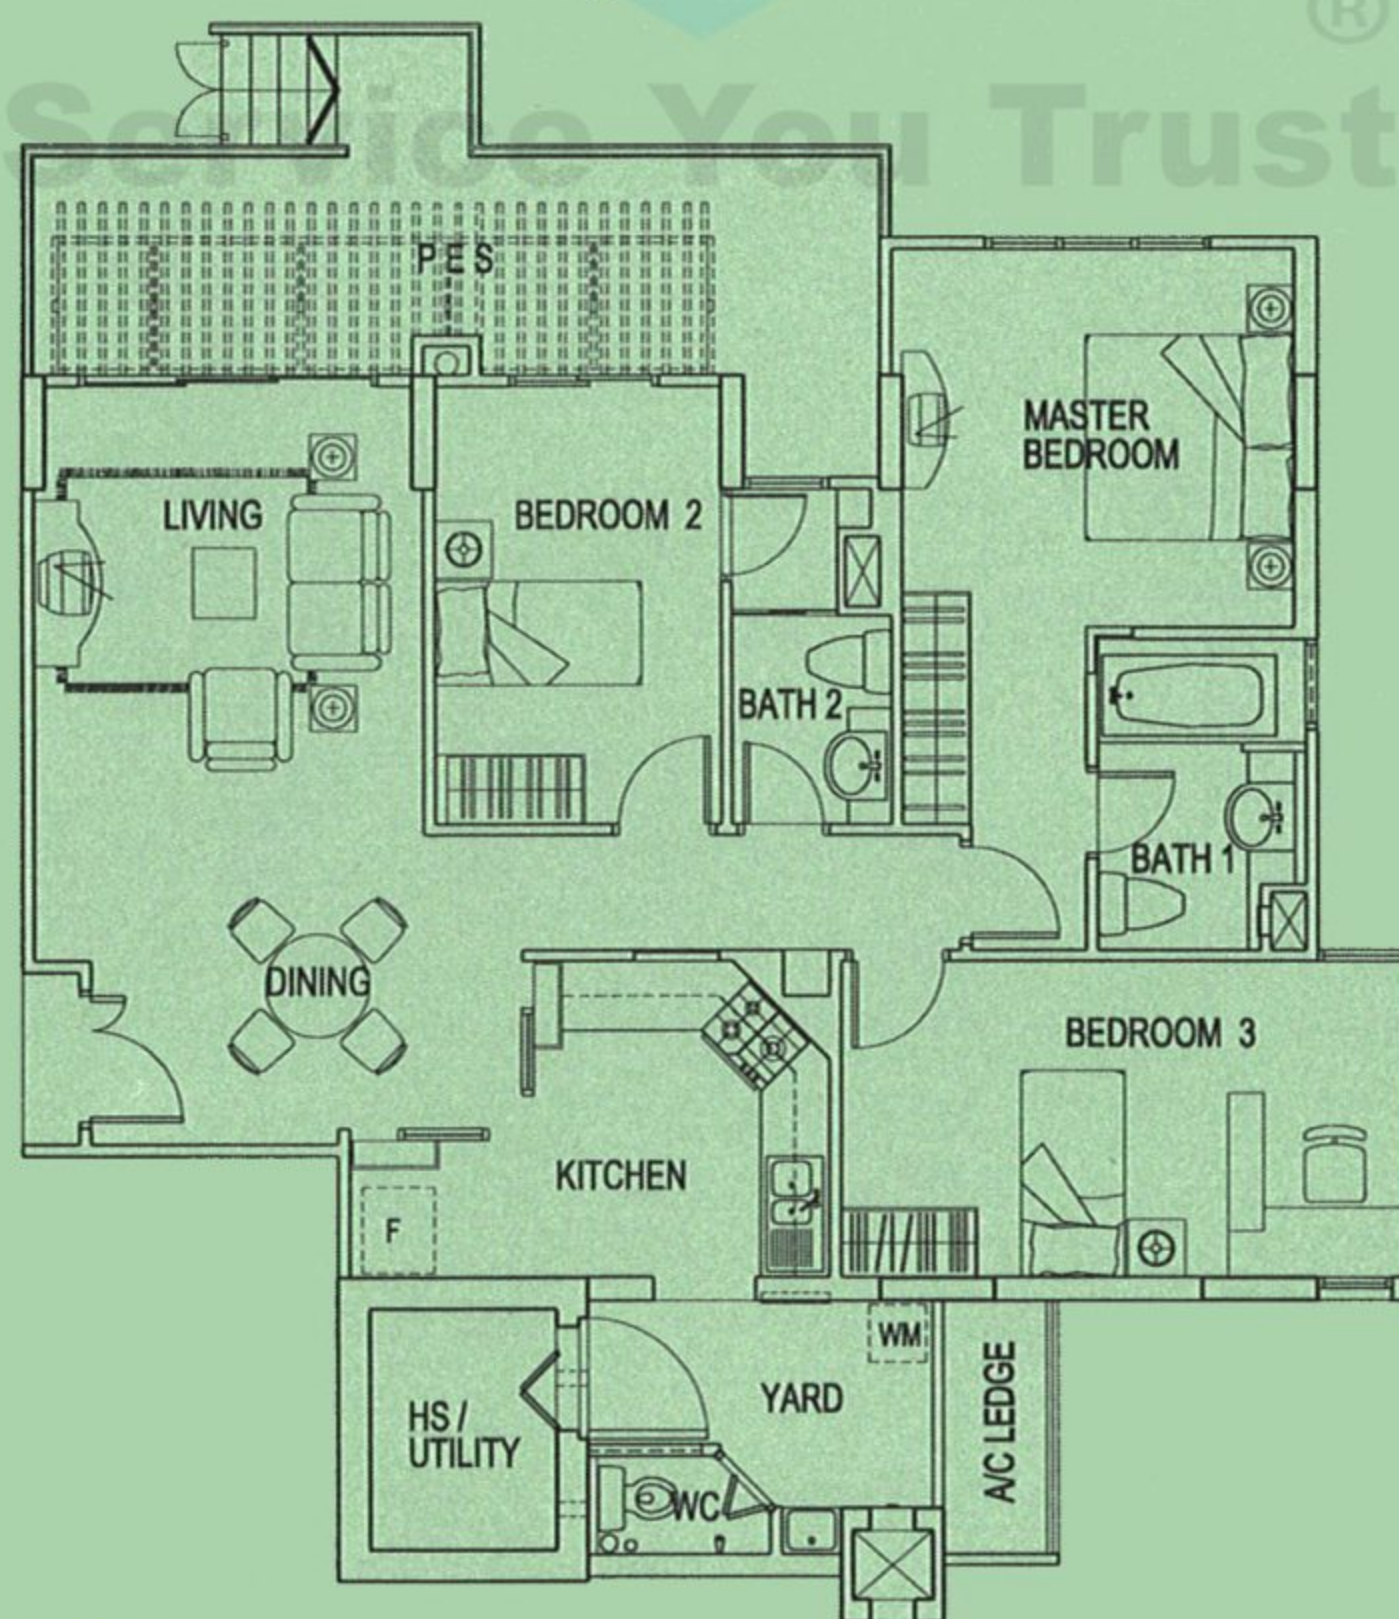 ®
Service You Trust
PES
MASTER
BEDROOM
LIVING
BEDROOM 2
BATH 2
BATH 1
DINING
BEDROOM 3
KITCHEN
F
WM
YARD
A/C LEDGE
HS /
UTILITY
WC